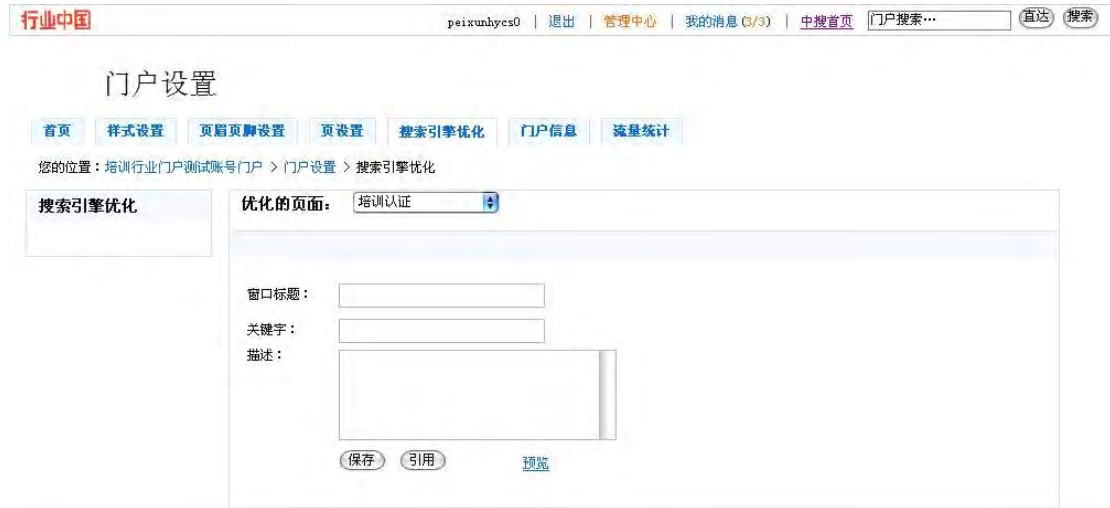 行业中国
peixunhycs0 | 退出 | 管理中心 | 我的消息(3/3) | 中搜首页 门户搜索… 直达 搜索
门户设置
首页 样式设置 页眉页脚设置 页设置 搜索引擎优化 门户信息 流量统计
您的位置：培训行业门户测试账号门户 > 门户设置 > 搜索引擎优化
搜索引擎优化
优化的页面： 培训认证
窗口标题：
关键字：
描述：
保存 引用 预览